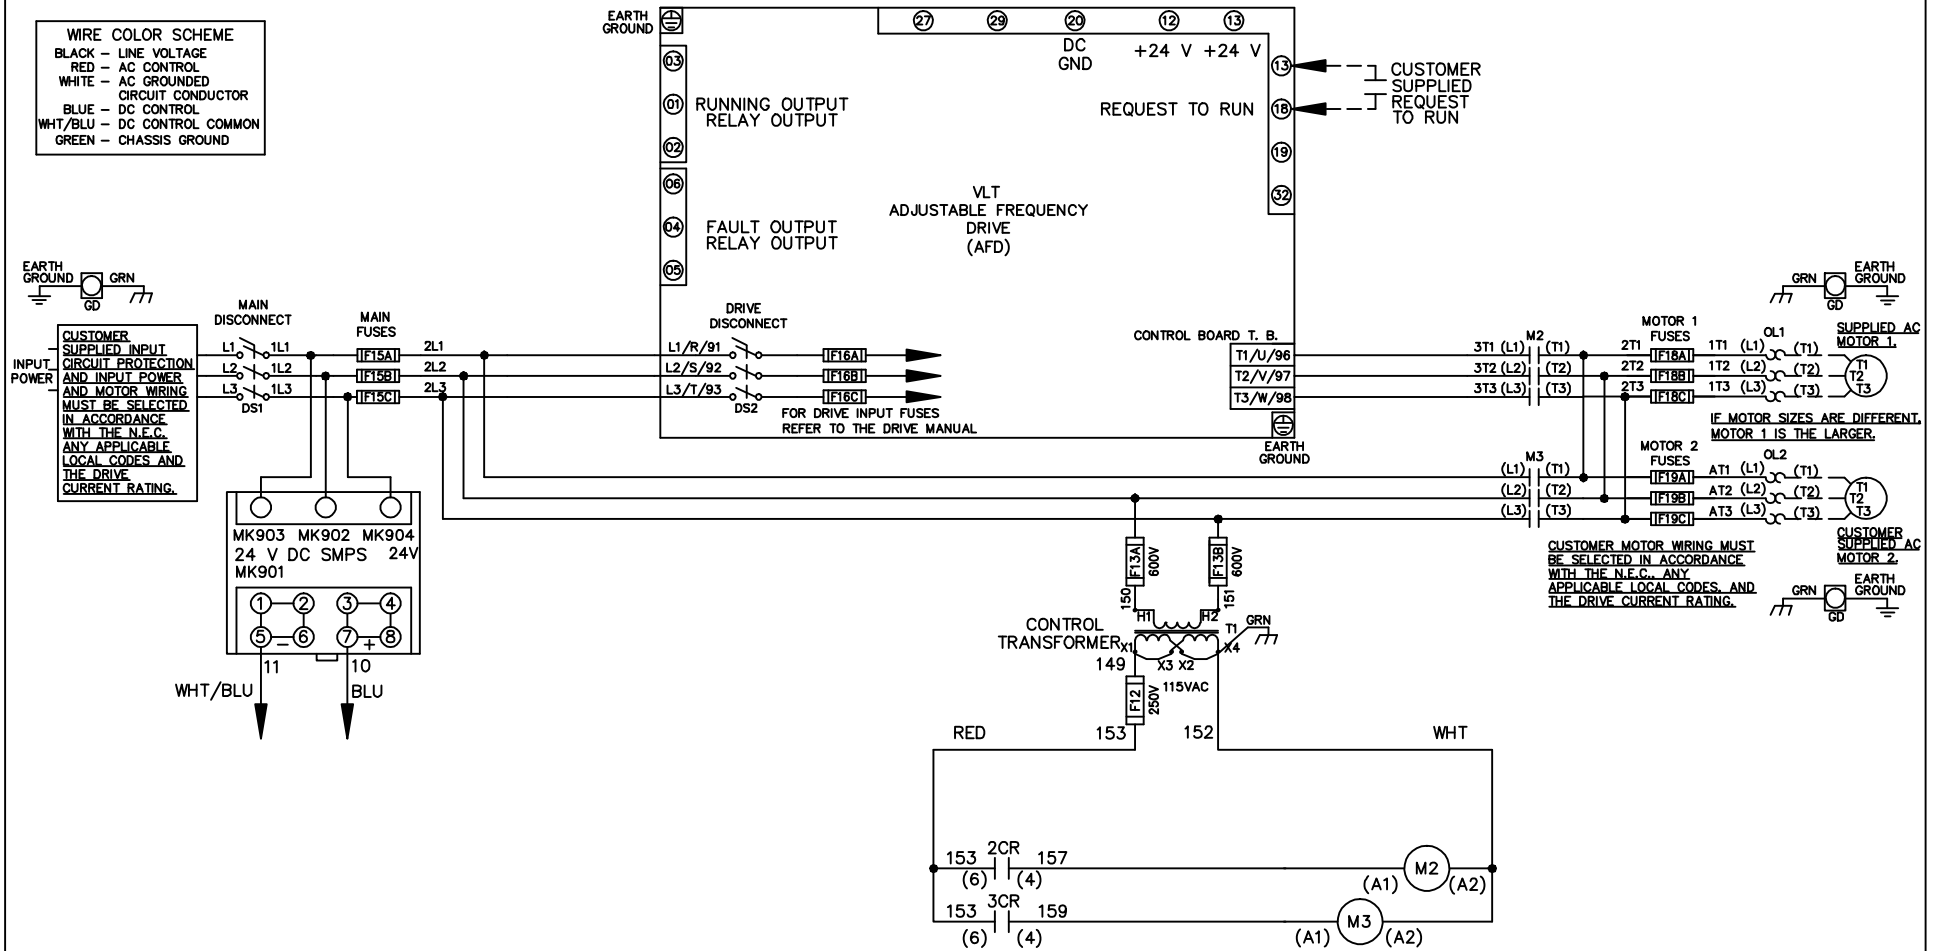 WIRE COLOR SCHEME
BLACK – LINE VOLTAGE
RED – AC CONTROL
WHITE – AC GROUNDED
CIRCUIT CONDUCTOR
BLUE – DC CONTROL
WHT/BLU – DC CONTROL COMMON
GREEN – CHASSIS GROUND
EARTH
GROUND
27 29 20 12 13
DC
GND
+24 V +24 V
03
01
02
RUNNING OUTPUT
RELAY OUTPUT
06
04
05
FAULT OUTPUT
RELAY OUTPUT
VLT
ADJUSTABLE FREQUENCY
DRIVE
(AFD)
13
18
19
32
REQUEST TO RUN
CUSTOMER
SUPPLIED
REQUEST
TO RUN
EARTH
GROUND
GRN
GD
INPUT
POWER
CUSTOMER
SUPPLIED INPUT
CIRCUIT PROTECTION
AND INPUT POWER
AND MOTOR WIRING
MUST BE SELECTED
IN ACCORDANCE
WITH THE N.E.C.
ANY APPLICABLE
LOCAL CODES AND
THE DRIVE
CURRENT RATING.
MAIN
DISCONNECT
L1 1L1
L2 1L2
L3 1L3
DS1
MAIN
FUSES
F15A 2L1
F15B 2L2
F15C 2L3
DRIVE
DISCONNECT
L1/R/91
L2/S/92
L3/T/93
DS2
F16A
F16B
F16C
FOR DRIVE INPUT FUSES
REFER TO THE DRIVE MANUAL
CONTROL BOARD T. B.
T1/U/96
T2/V/97
T3/W/98
EARTH
GROUND
M2
3T1 (L1) (T1)
3T2 (L2) (T2)
3T3 (L3) (T3)
MOTOR 1
FUSES
2T1 F18A 1T1 (L1)
2T2 F18B 1T2 (L2)
2T3 F18C 1T3 (L3)
OL1
(T1)
(T2)
(T3)
T1
T2
T3
GRN
GD
EARTH
GROUND
SUPPLIED AC
MOTOR 1.
IF MOTOR SIZES ARE DIFFERENT,
MOTOR 1 IS THE LARGER.
M3
(L1) (T1)
(L2) (T2)
(L3) (T3)
MOTOR 2
FUSES
F19A AT1 (L1)
F19B AT2 (L2)
F19C AT3 (L3)
OL2
(T1)
(T2)
(T3)
T1
T2
T3
CUSTOMER
SUPPLIED AC
MOTOR 2.
CUSTOMER MOTOR WIRING MUST
BE SELECTED IN ACCORDANCE
WITH THE N.E.C., ANY
APPLICABLE LOCAL CODES, AND
THE DRIVE CURRENT RATING.
GRN
GD
EARTH
GROUND
MK903 MK902 MK904
24 V DC SMPS 24V
MK901
1 2 3 4
5 – 6 7 + 8
11 10
WHT/BLU BLU
F13A 600V
F13B 600V
150 151
H1 H2
CONTROL
TRANSFORMER
T1
GRN
X1 X3 X2 X4
149
115VAC
F12 250V
153 152
RED WHT
153 2CR 157
(6) (4)
M2
(A1) (A2)
153 3CR 159
(6) (4)
M3
(A1) (A2)